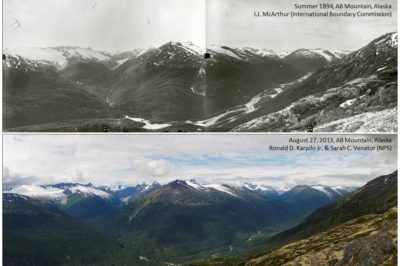 Summer 1894, AB Mountain, Alaska
J.J. McArthur (International Boundary Commission)
August 27, 2013, AB Mountain, Alaska
Ronald D. Karpilo Jr. & Sarah C. Venator (NPS)